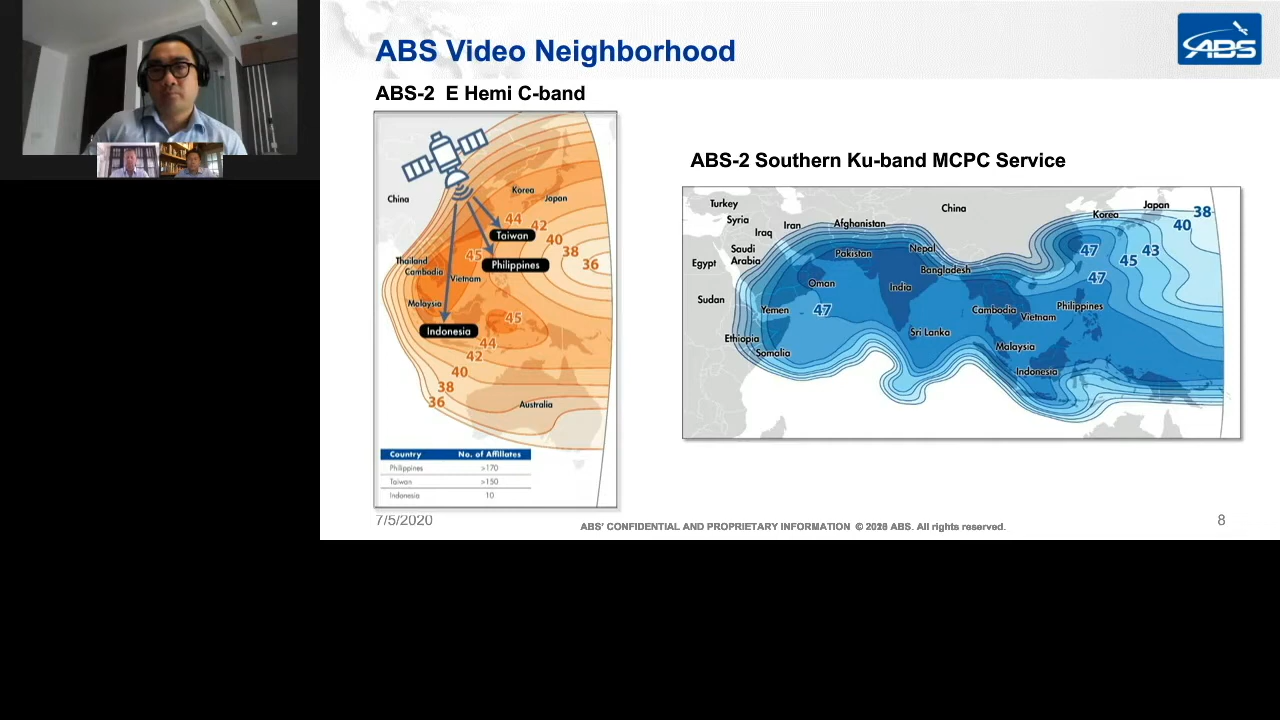 ABS Video Neighborhood
ABS
ABS-2 E Hemi C-band
China
Korea
Japan
44
42
Taiwan
40
38
36
45
Philippines
Thailand
Cambodia
Vietnam
Malaysia
45
Indonesia
44
42
40
38
36
Australia
Country No. of Affiliates
Philippines >170
Taiwan >150
Indonesia 10
ABS-2 Southern Ku-band MCPC Service
Turkey
Syria
Iraq
Iran
Afghanistan
China
Korea
Japan
38
40
Saudi
Arabia
Egypt
Pakistan
Nepal
Bangladesh
47
45
43
47
Oman
India
Sudan
Yemen
47
Cambodia
Vietnam
Philippines
Ethiopia
Somalia
Sri Lanka
Malaysia
Indonesia
7/5/2020
ABS' CONFIDENTIAL AND PROPRIETARY INFORMATION © ABS. All rights reserved.
8